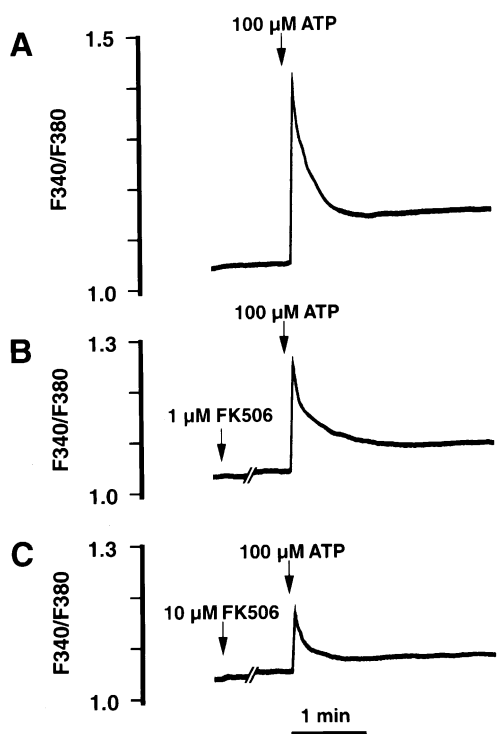 A
1.5
100 µM ATP
F340/F380
1.0
B
1.3
100 µM ATP
1 µM FK506
F340/F380
1.0
C
1.3
100 µM ATP
10 µM FK506
F340/F380
1.0
1 min